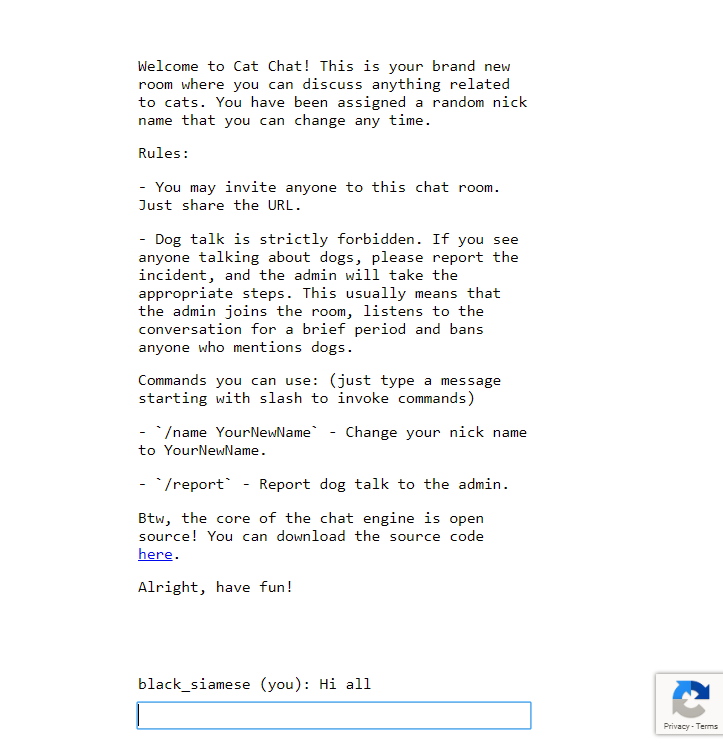 Welcome to Cat Chat! This is your brand new
room where you can discuss anything related
to cats. You have been assigned a random nick
name that you can change any time.
Rules:
- You may invite anyone to this chat room.
Just share the URL.
- Dog talk is strictly forbidden. If you see
anyone talking about dogs, please report the
incident, and the admin will take the
appropriate steps. This usually means that
the admin joins the room, listens to the
conversation for a brief period and bans
anyone who mentions dogs.
Commands you can use: (just type a message
starting with slash to invoke commands)
- `/name YourNewName` - Change your nick name
to YourNewName.
- `/report` - Report dog talk to the admin.
Btw, the core of the chat engine is open
source! You can download the source code
here.
Alright, have fun!
black_siamese (you): Hi all
Privacy - Terms